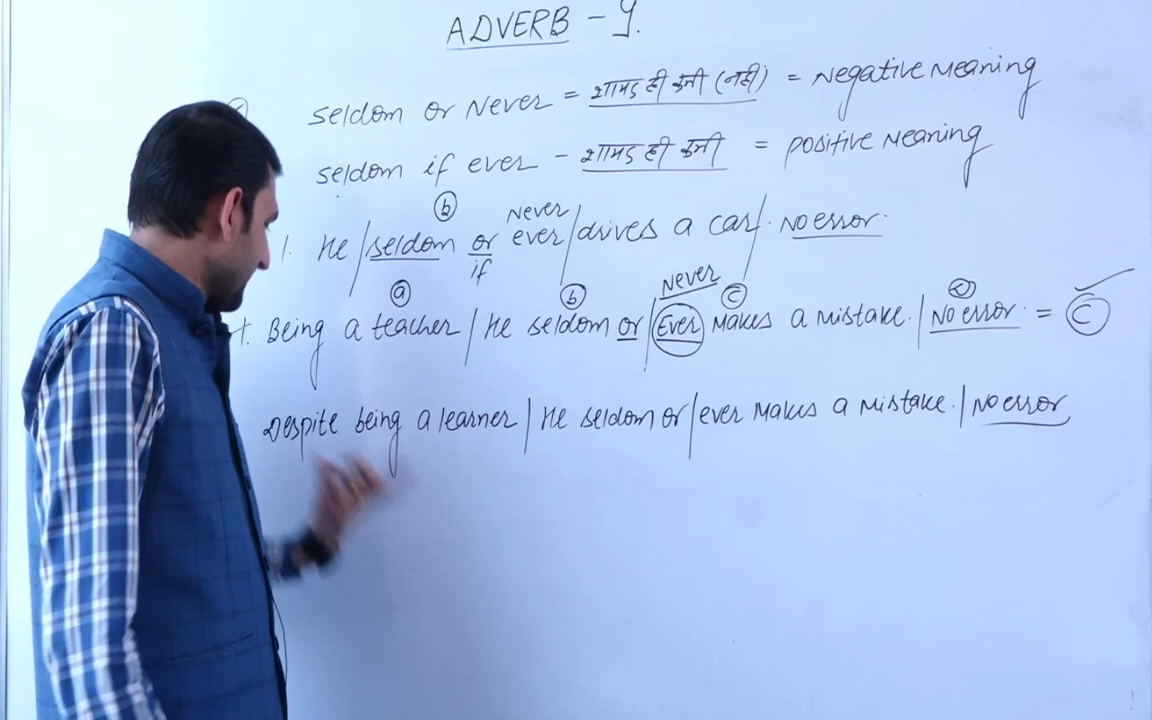 ADVERB - 9.
seldom or Never = शायद ही कभी (नही) = Negative Meaning
seldom if ever - शायद ही कभी = positive Meaning
b Never
1. He / seldom or ever / drives a car / . No error.
if
a b Never c d
Being a teacher / He seldom or / Ever Makes a mistake. / No error. = C
Despite being a learner / He seldom or / ever Makes a Mistake. / No error